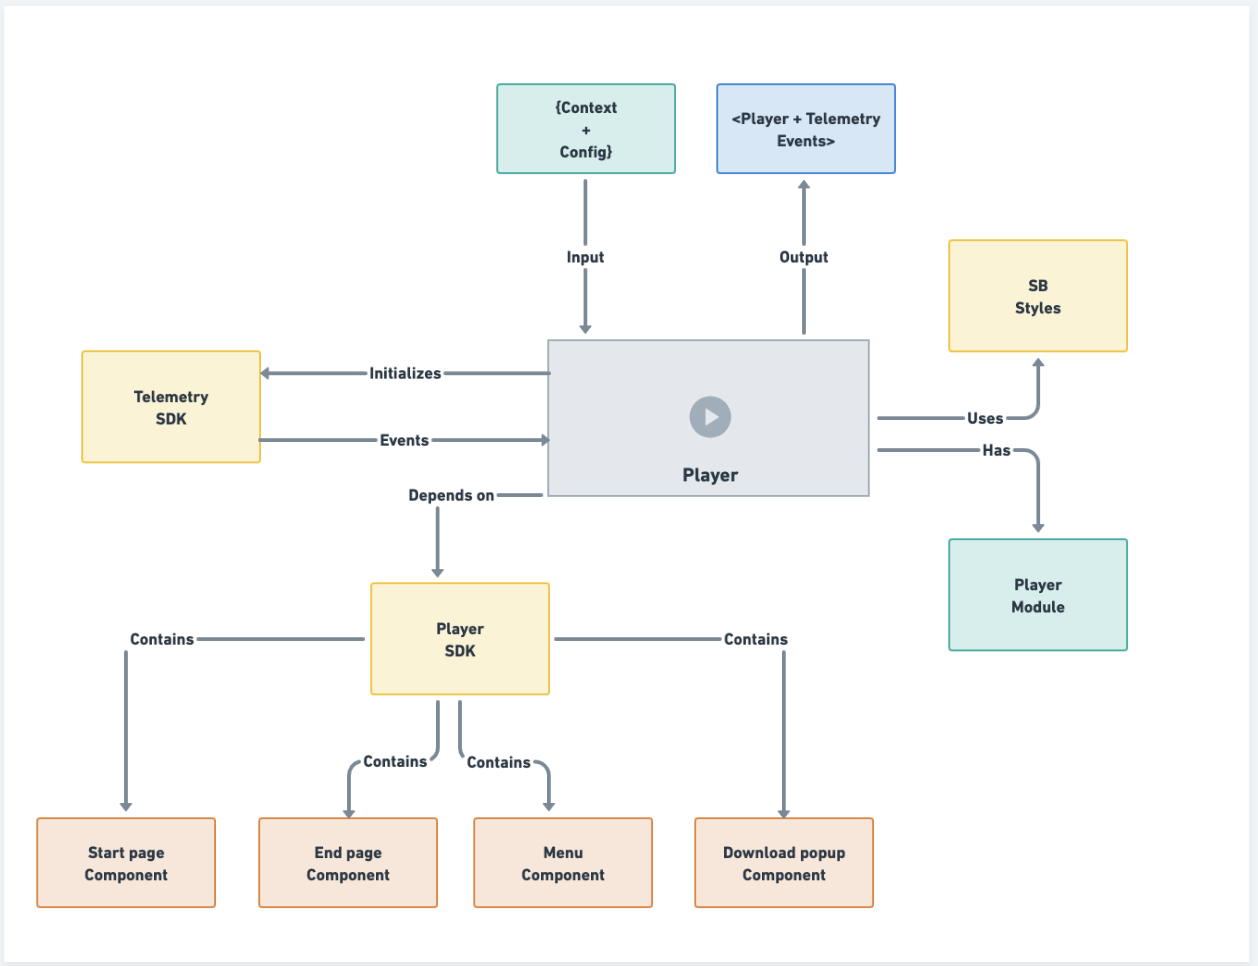 {Context
+
Config}
<Player + Telemetry
Events>
Input
Output
SB
Styles
Telemetry
SDK
Initializes
Events
Player
Uses
Has
Depends on
Player
Module
Player
SDK
Contains
Contains
Contains
Contains
Start page
Component
End page
Component
Menu
Component
Download popup
Component